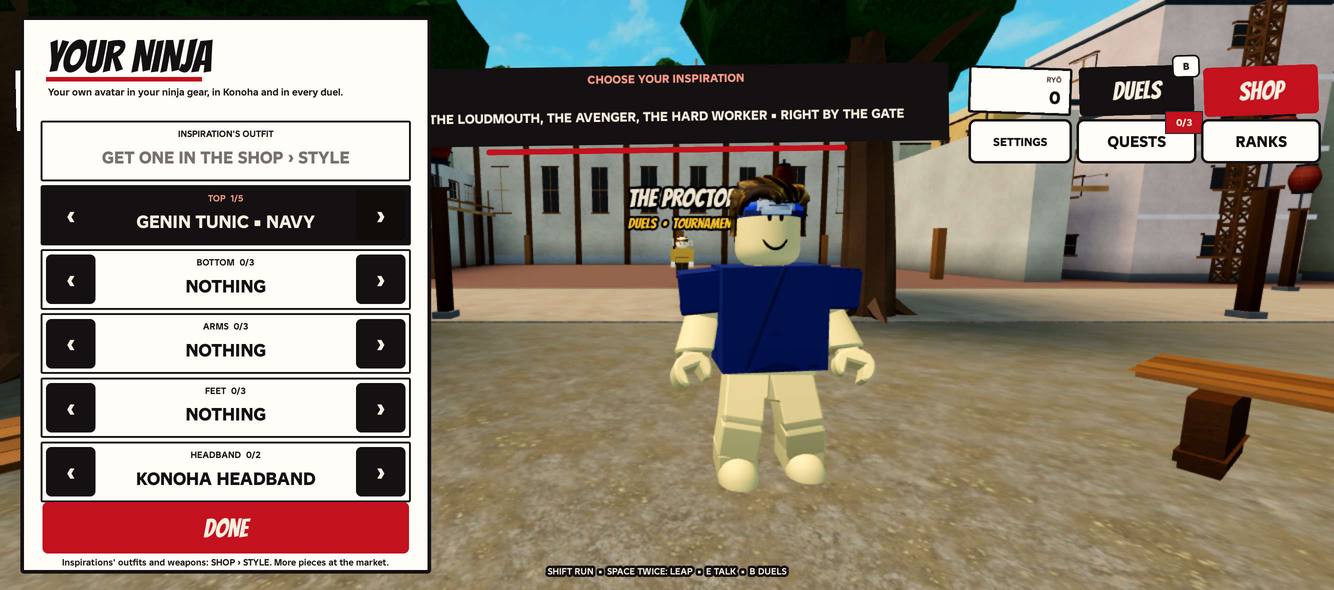 YOUR NINJA
Your own avatar in your ninja gear, in Konoha and in every duel.
INSPIRATION'S OUTFIT
GET ONE IN THE SHOP › STYLE
TOP 1/5
‹ GENIN TUNIC ▪ NAVY ›
BOTTOM 0/3
‹ NOTHING ›
ARMS 0/3
‹ NOTHING ›
FEET 0/3
‹ NOTHING ›
HEADBAND 0/2
‹ KONOHA HEADBAND ›
DONE
Inspirations' outfits and weapons: SHOP › STYLE. More pieces at the market.
CHOOSE YOUR INSPIRATION
THE LOUDMOUTH, THE AVENGER, THE HARD WORKER ▪ RIGHT BY THE GATE
THE PROCTOR
DUELS ▪ TOURNAMEN
RYŌ
0
B
DUELS
SHOP
0/3
SETTINGS
QUESTS
RANKS
SHIFT RUN ▪ SPACE TWICE: LEAP ▪ E TALK ▪ B DUELS